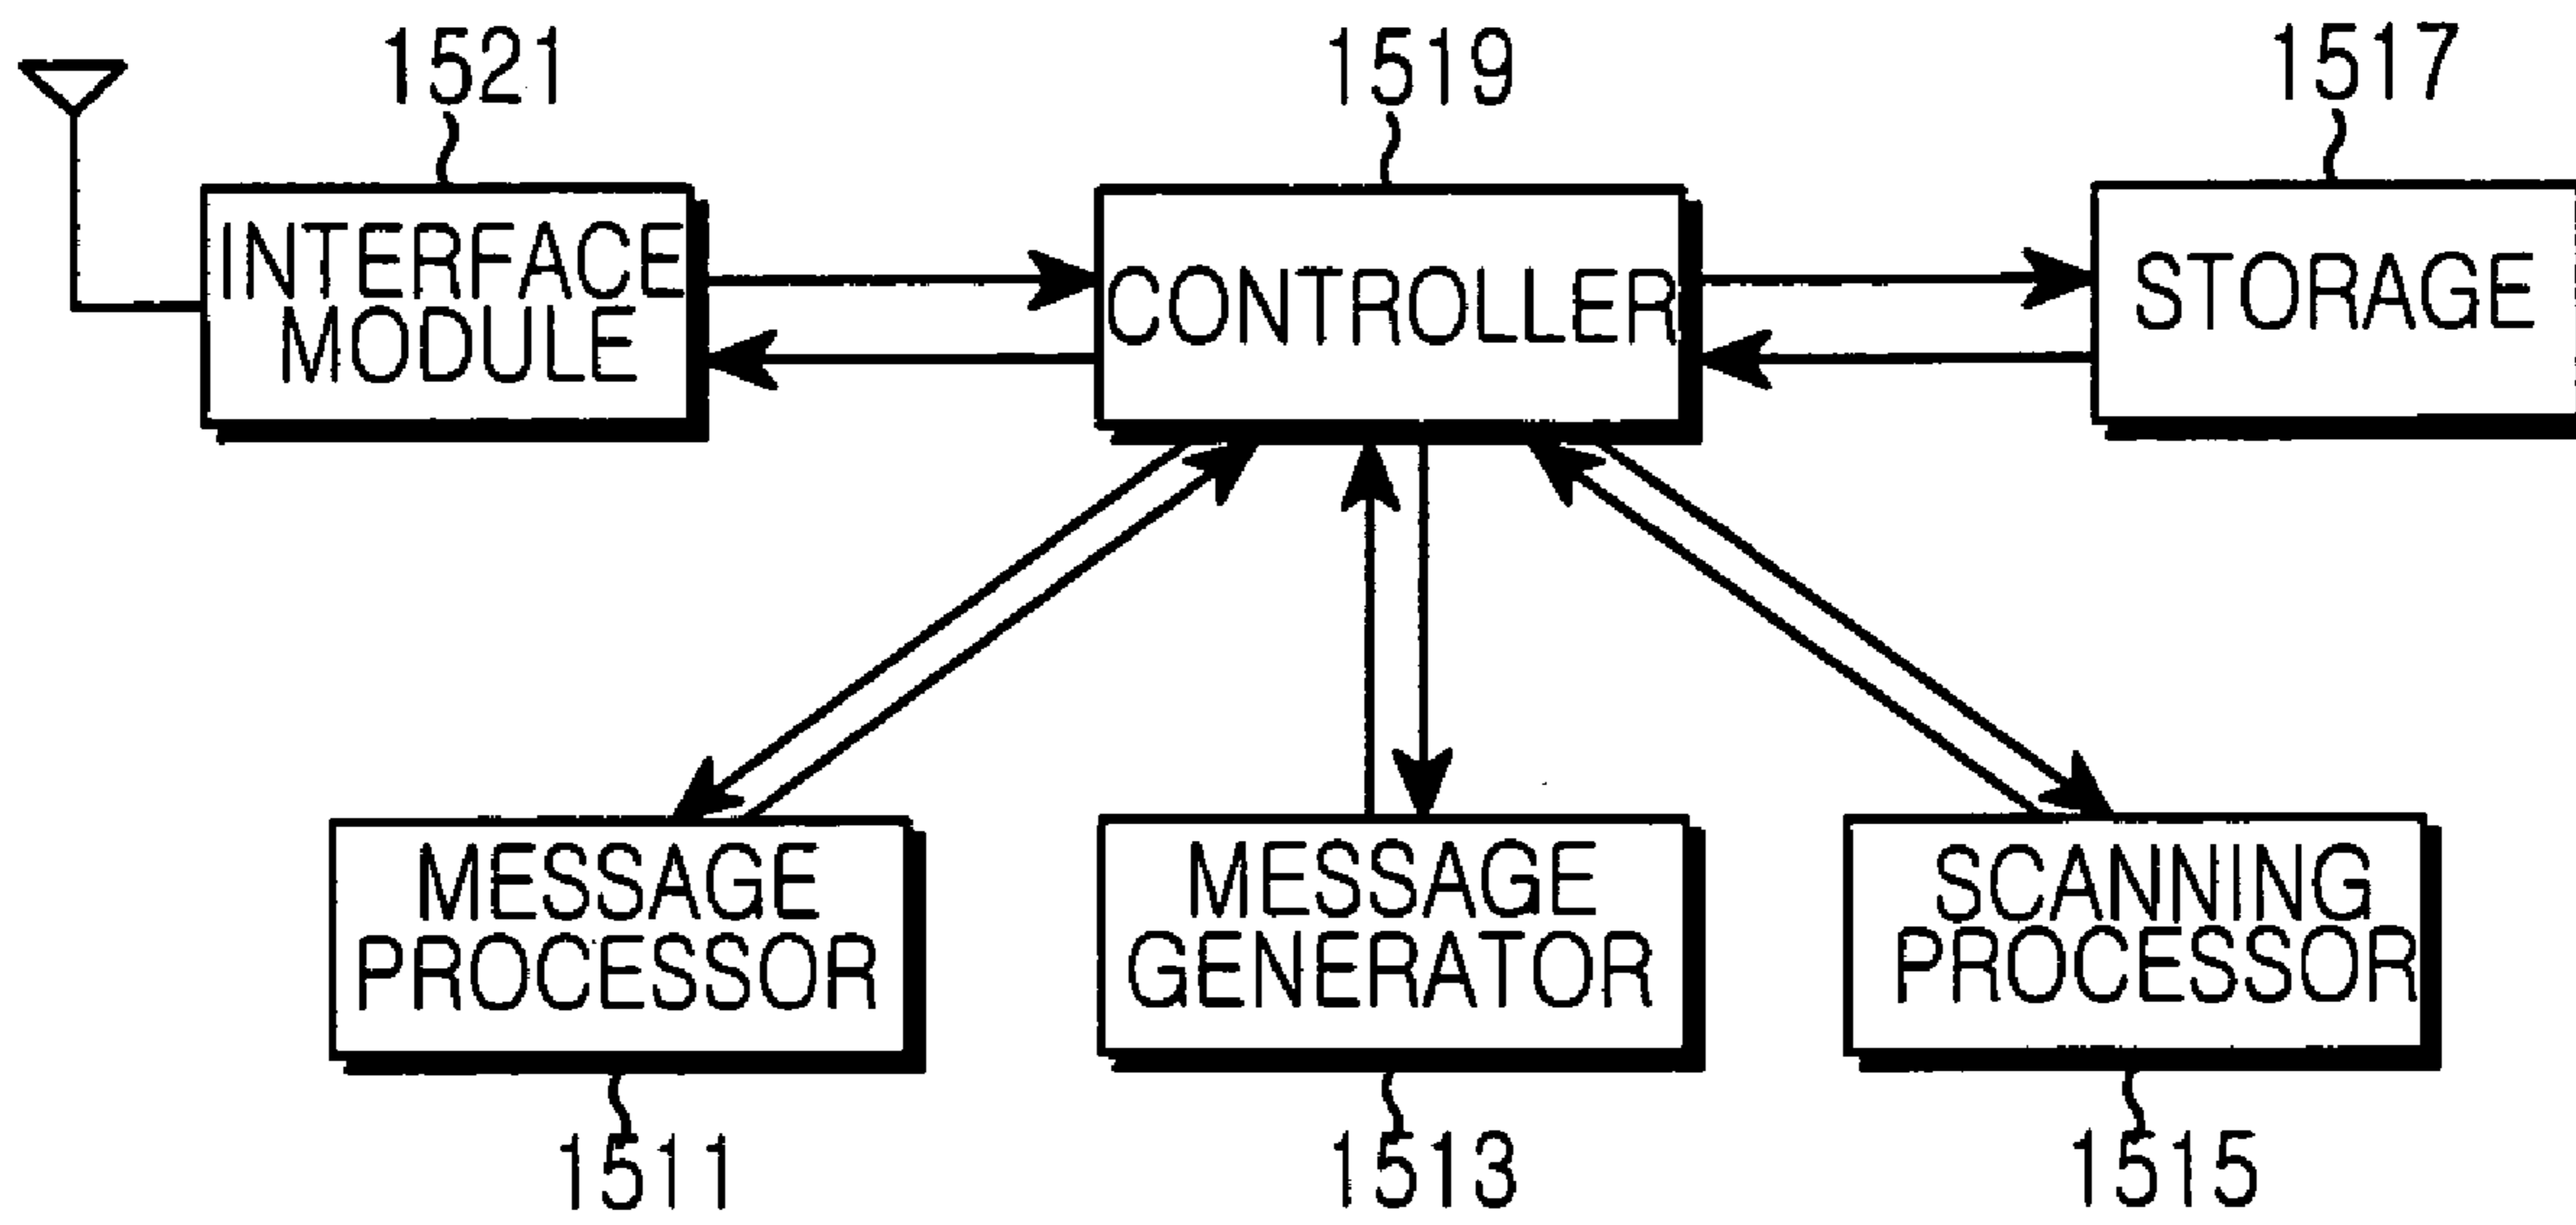 1521
1519
1517
INTERFACE
MODULE
CONTROLLER
STORAGE
MESSAGE
PROCESSOR
MESSAGE
GENERATOR
SCANNING
PROCESSOR
1511
1513
1515